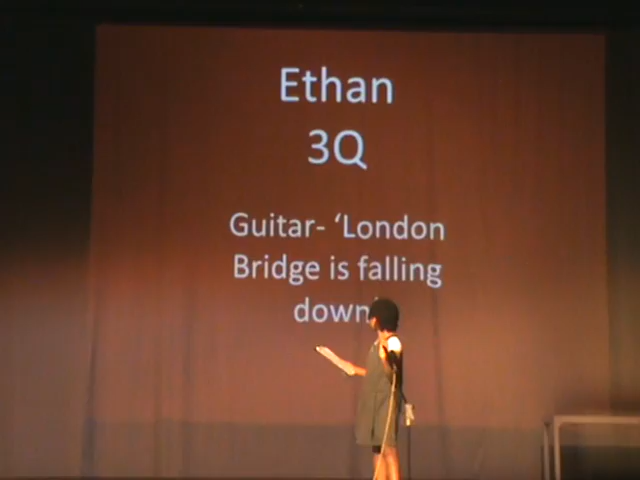 Ethan
3Q
Guitar- ‘London
Bridge is falling
down